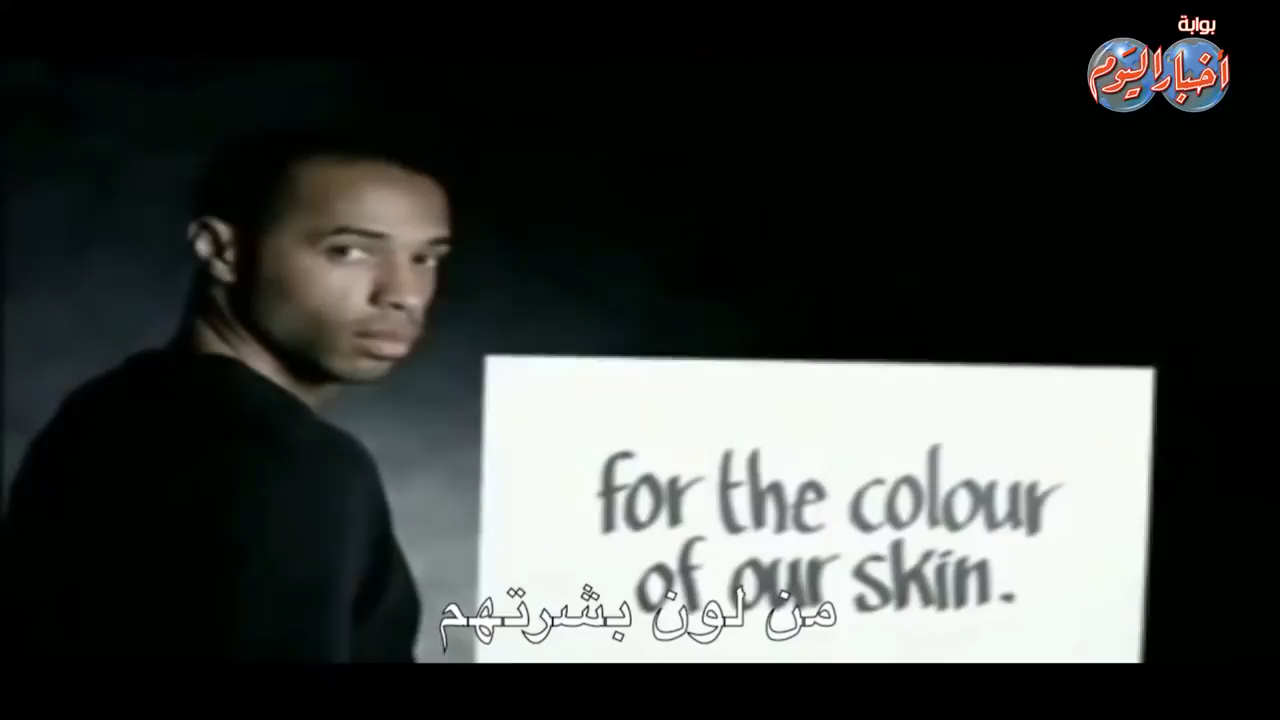 بوابة
أخبار اليوم
for the colour
of our skin.
من لون بشرتهم